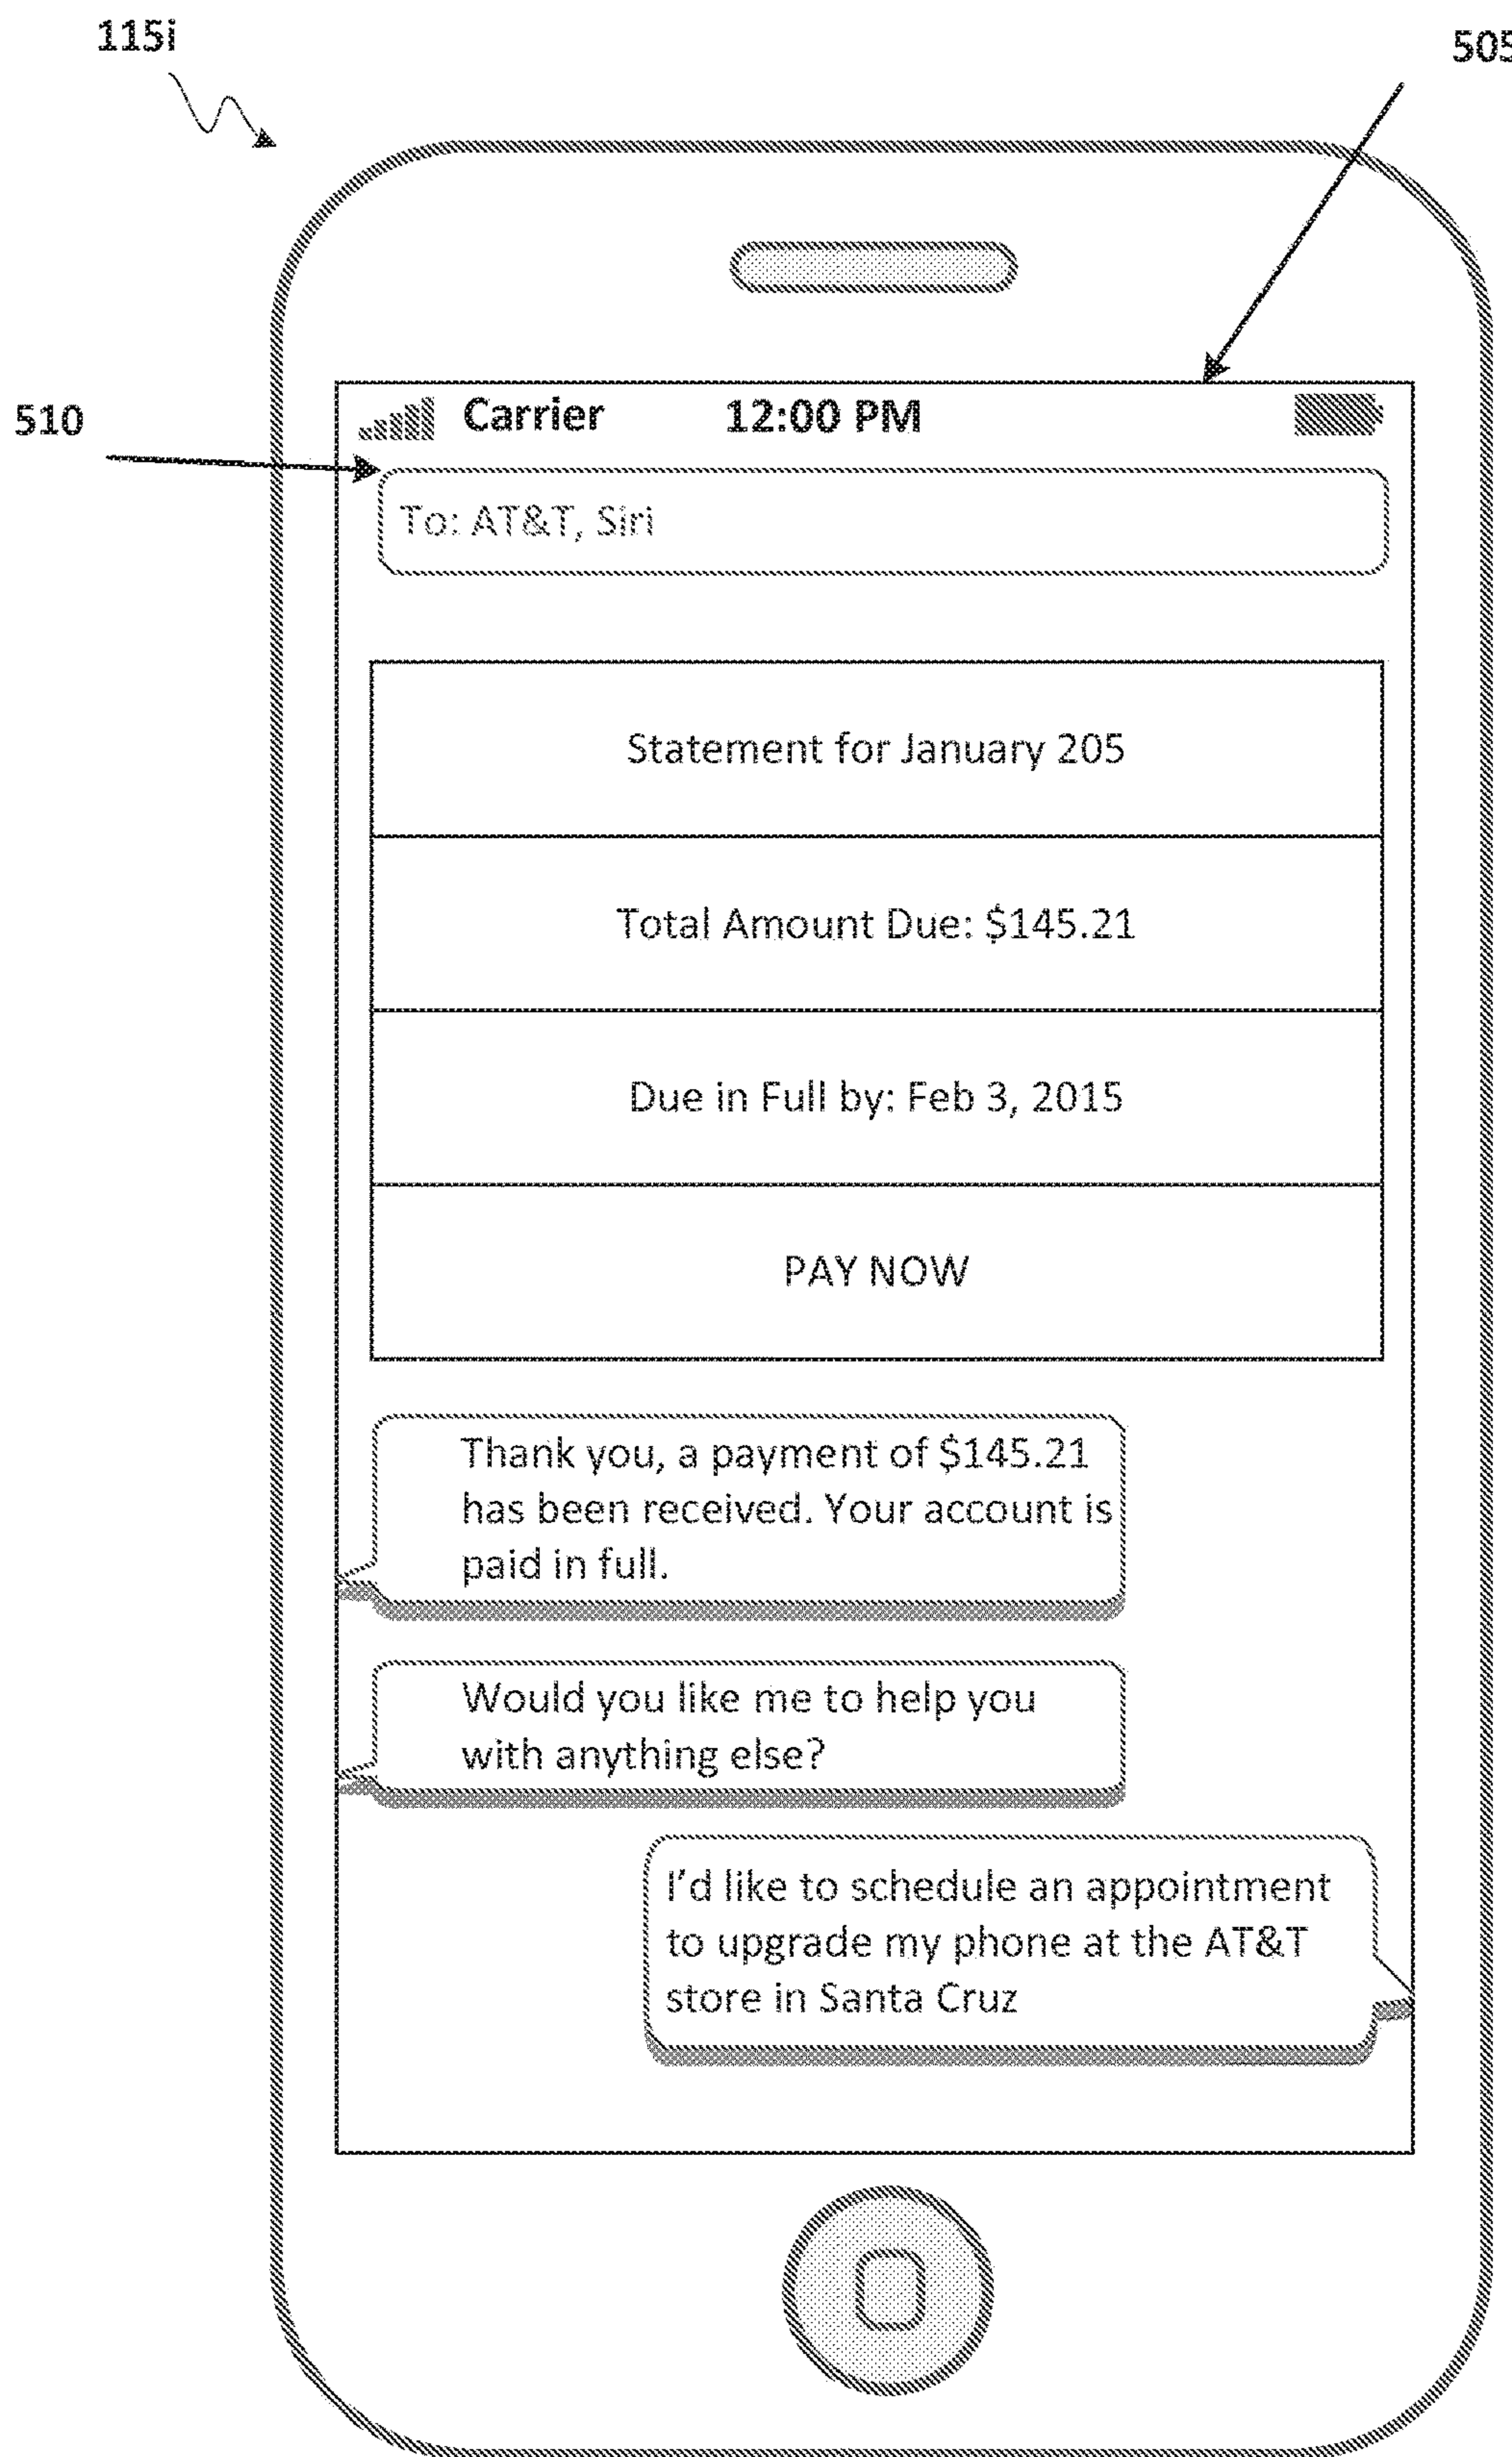 115i
505
510
Carrier 12:00 PM
To: AT&T, Siri
Statement for January 205
Total Amount Due: $145.21
Due in Full by: Feb 3, 2015
PAY NOW
Thank you, a payment of $145.21
has been received. Your account is
paid in full.
Would you like me to help you
with anything else?
I'd like to schedule an appointment
to upgrade my phone at the AT&T
store in Santa Cruz